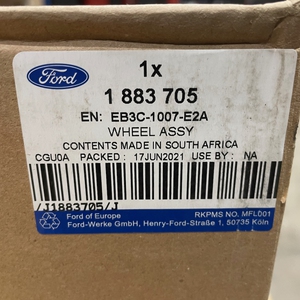 Ford
1x
1 883 705
EN: EB3C-1007-E2A
WHEEL ASSY
CONTENTS MADE IN SOUTH AFRICA
CGU0A PACKED : 17JUN2021 USE BY : NA
/J1883705/J
Ford of Europe RKPMS NO. MFL001
Ford-Werke GmbH, Henry-Ford-Straße 1, 50735 Köln